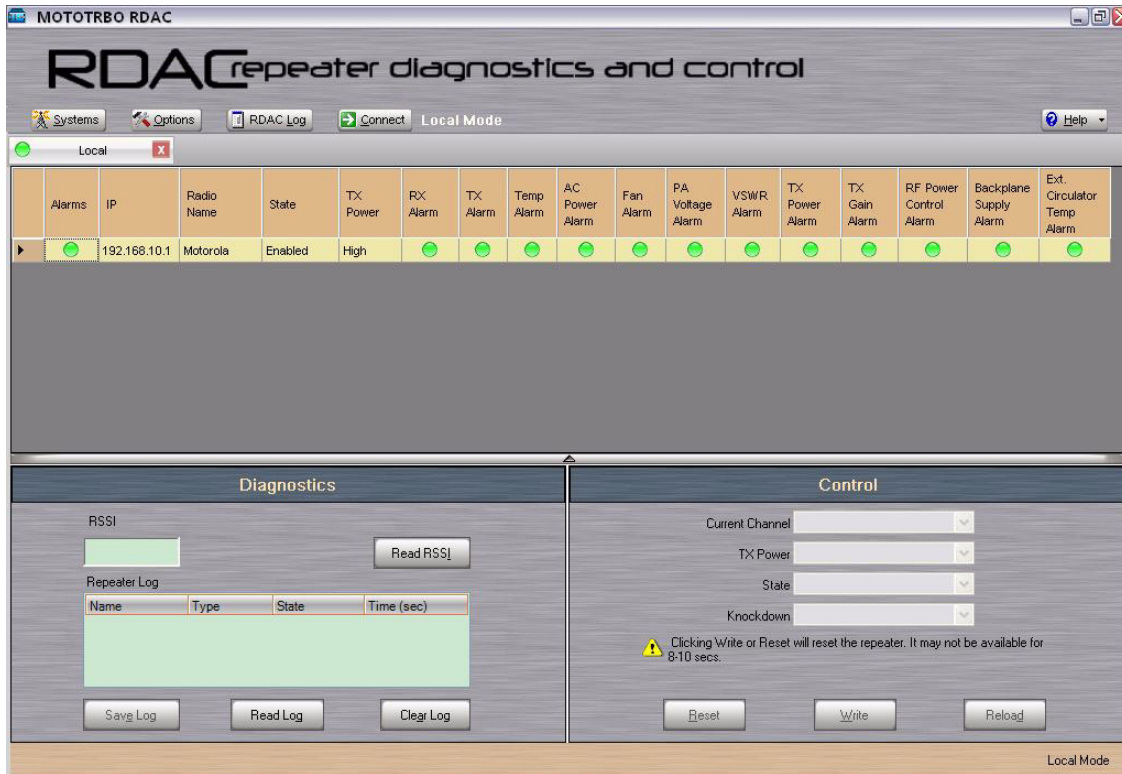 MOTOTRBO RDAC
RDAC repeater diagnostics and control
Systems Options RDAC Log Connect Local Mode Help
Local X
Alarms IP Radio Name State TX Power RX Alarm TX Alarm Temp Alarm AC Power Alarm Fan Alarm PA Voltage Alarm VSWR Alarm TX Power Alarm TX Gain Alarm RF Power Control Alarm Backplane Supply Alarm Ext. Circulator Temp Alarm
192.168.10.1 Motorola Enabled High
Diagnostics
RSSI
Read RSSI
Repeater Log
Name Type State Time (sec)
Save Log Read Log Clear Log
Control
Current Channel
TX Power
State
Knockdown
Clicking Write or Reset will reset the repeater. It may not be available for
8-10 secs.
Reset Write Reload
Local Mode